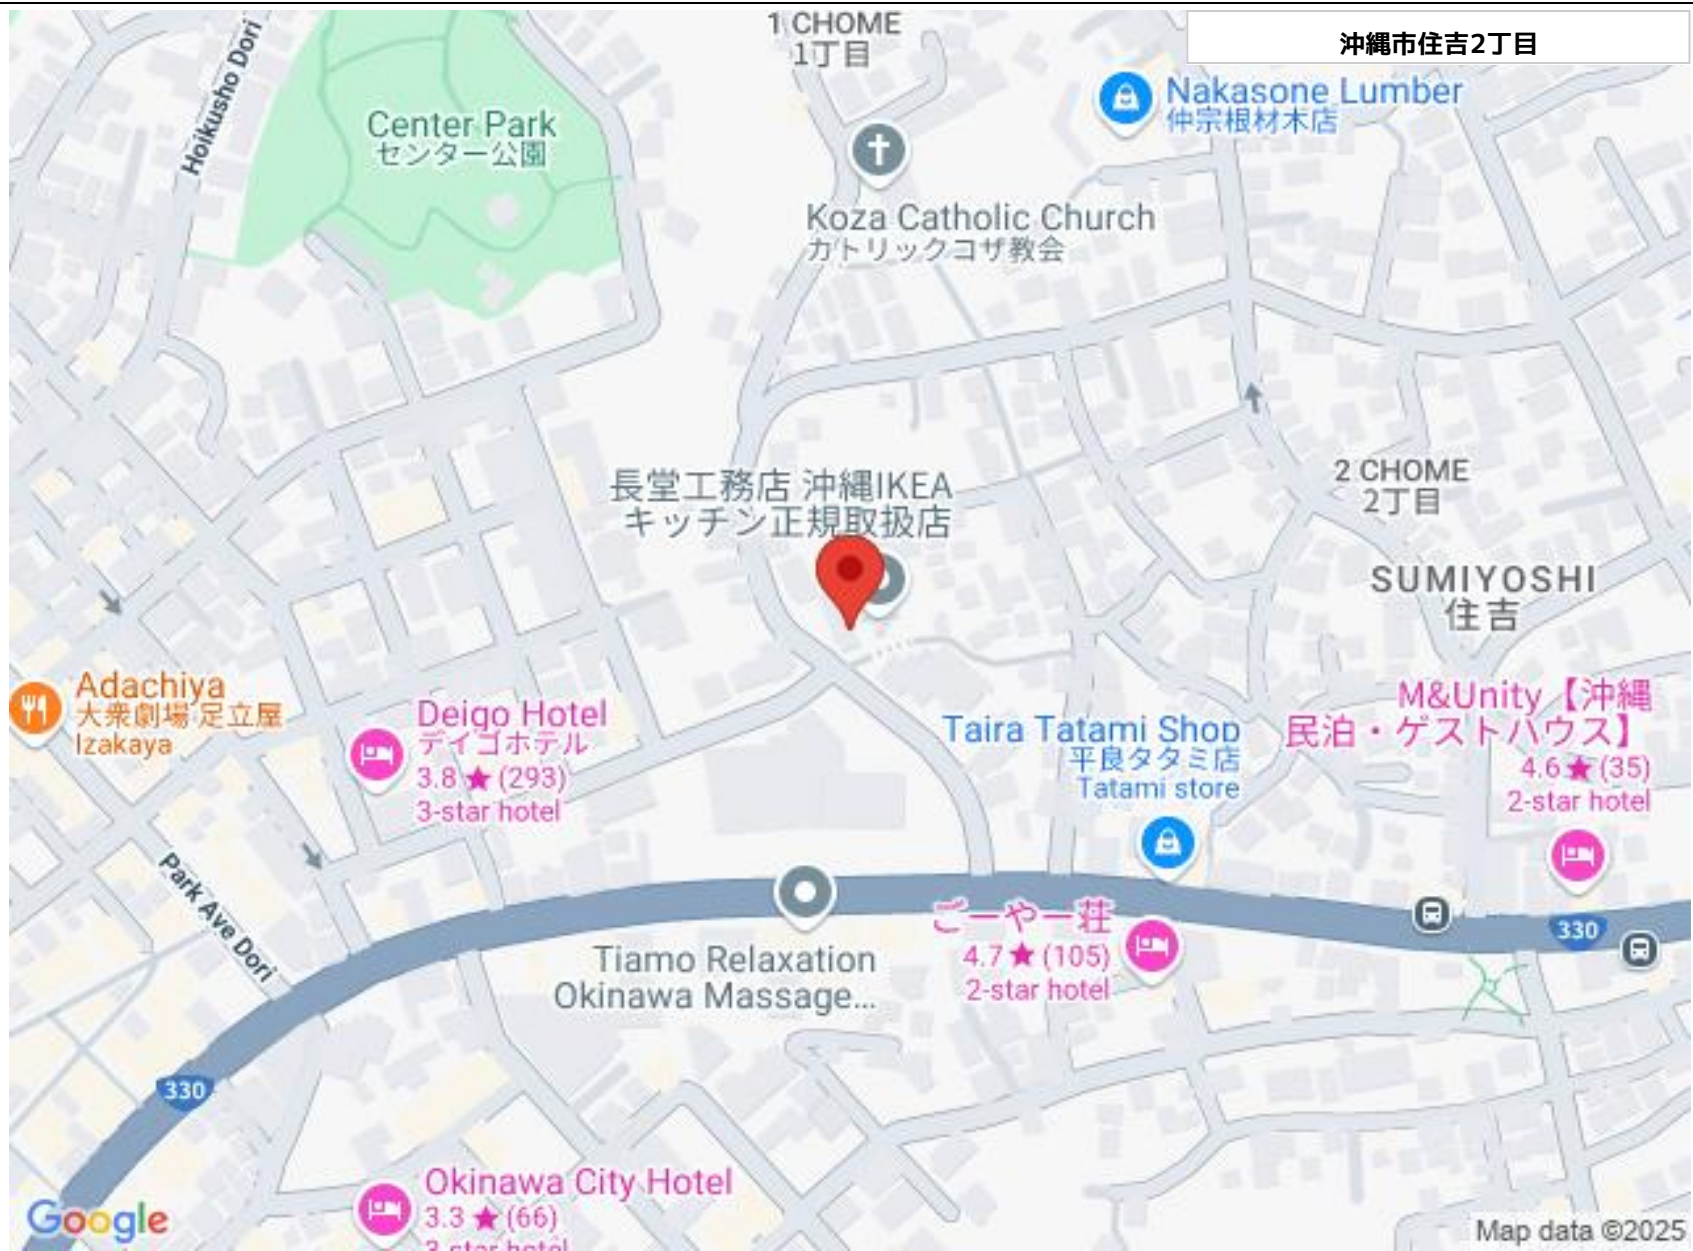 1 CHOME
1丁目
沖縄市住吉2丁目
Hoikusho Dori
Center Park
センター公園
Nakasone Lumber
仲宗根材木店
Koza Catholic Church
カトリックコザ教会
長堂工務店 沖縄IKEA
キッチン正規取扱店
2 CHOME
2丁目
SUMIYOSHI
住吉
Adachiya
大衆劇場 足立屋
Izakaya
Deigo Hotel
デイゴホテル
3.8 ★ (293)
3-star hotel
Taira Tatami Shop
平良タタミ店
Tatami store
M&Unity【沖縄
民泊・ゲストハウス】
4.6 ★ (35)
2-star hotel
Park Ave Dori
ごーやー荘
4.7 ★ (105)
2-star hotel
330
Tiamo Relaxation
Okinawa Massage...
330
Okinawa City Hotel
3.3 ★ (66)
3-star hotel
Google
Map data ©2025